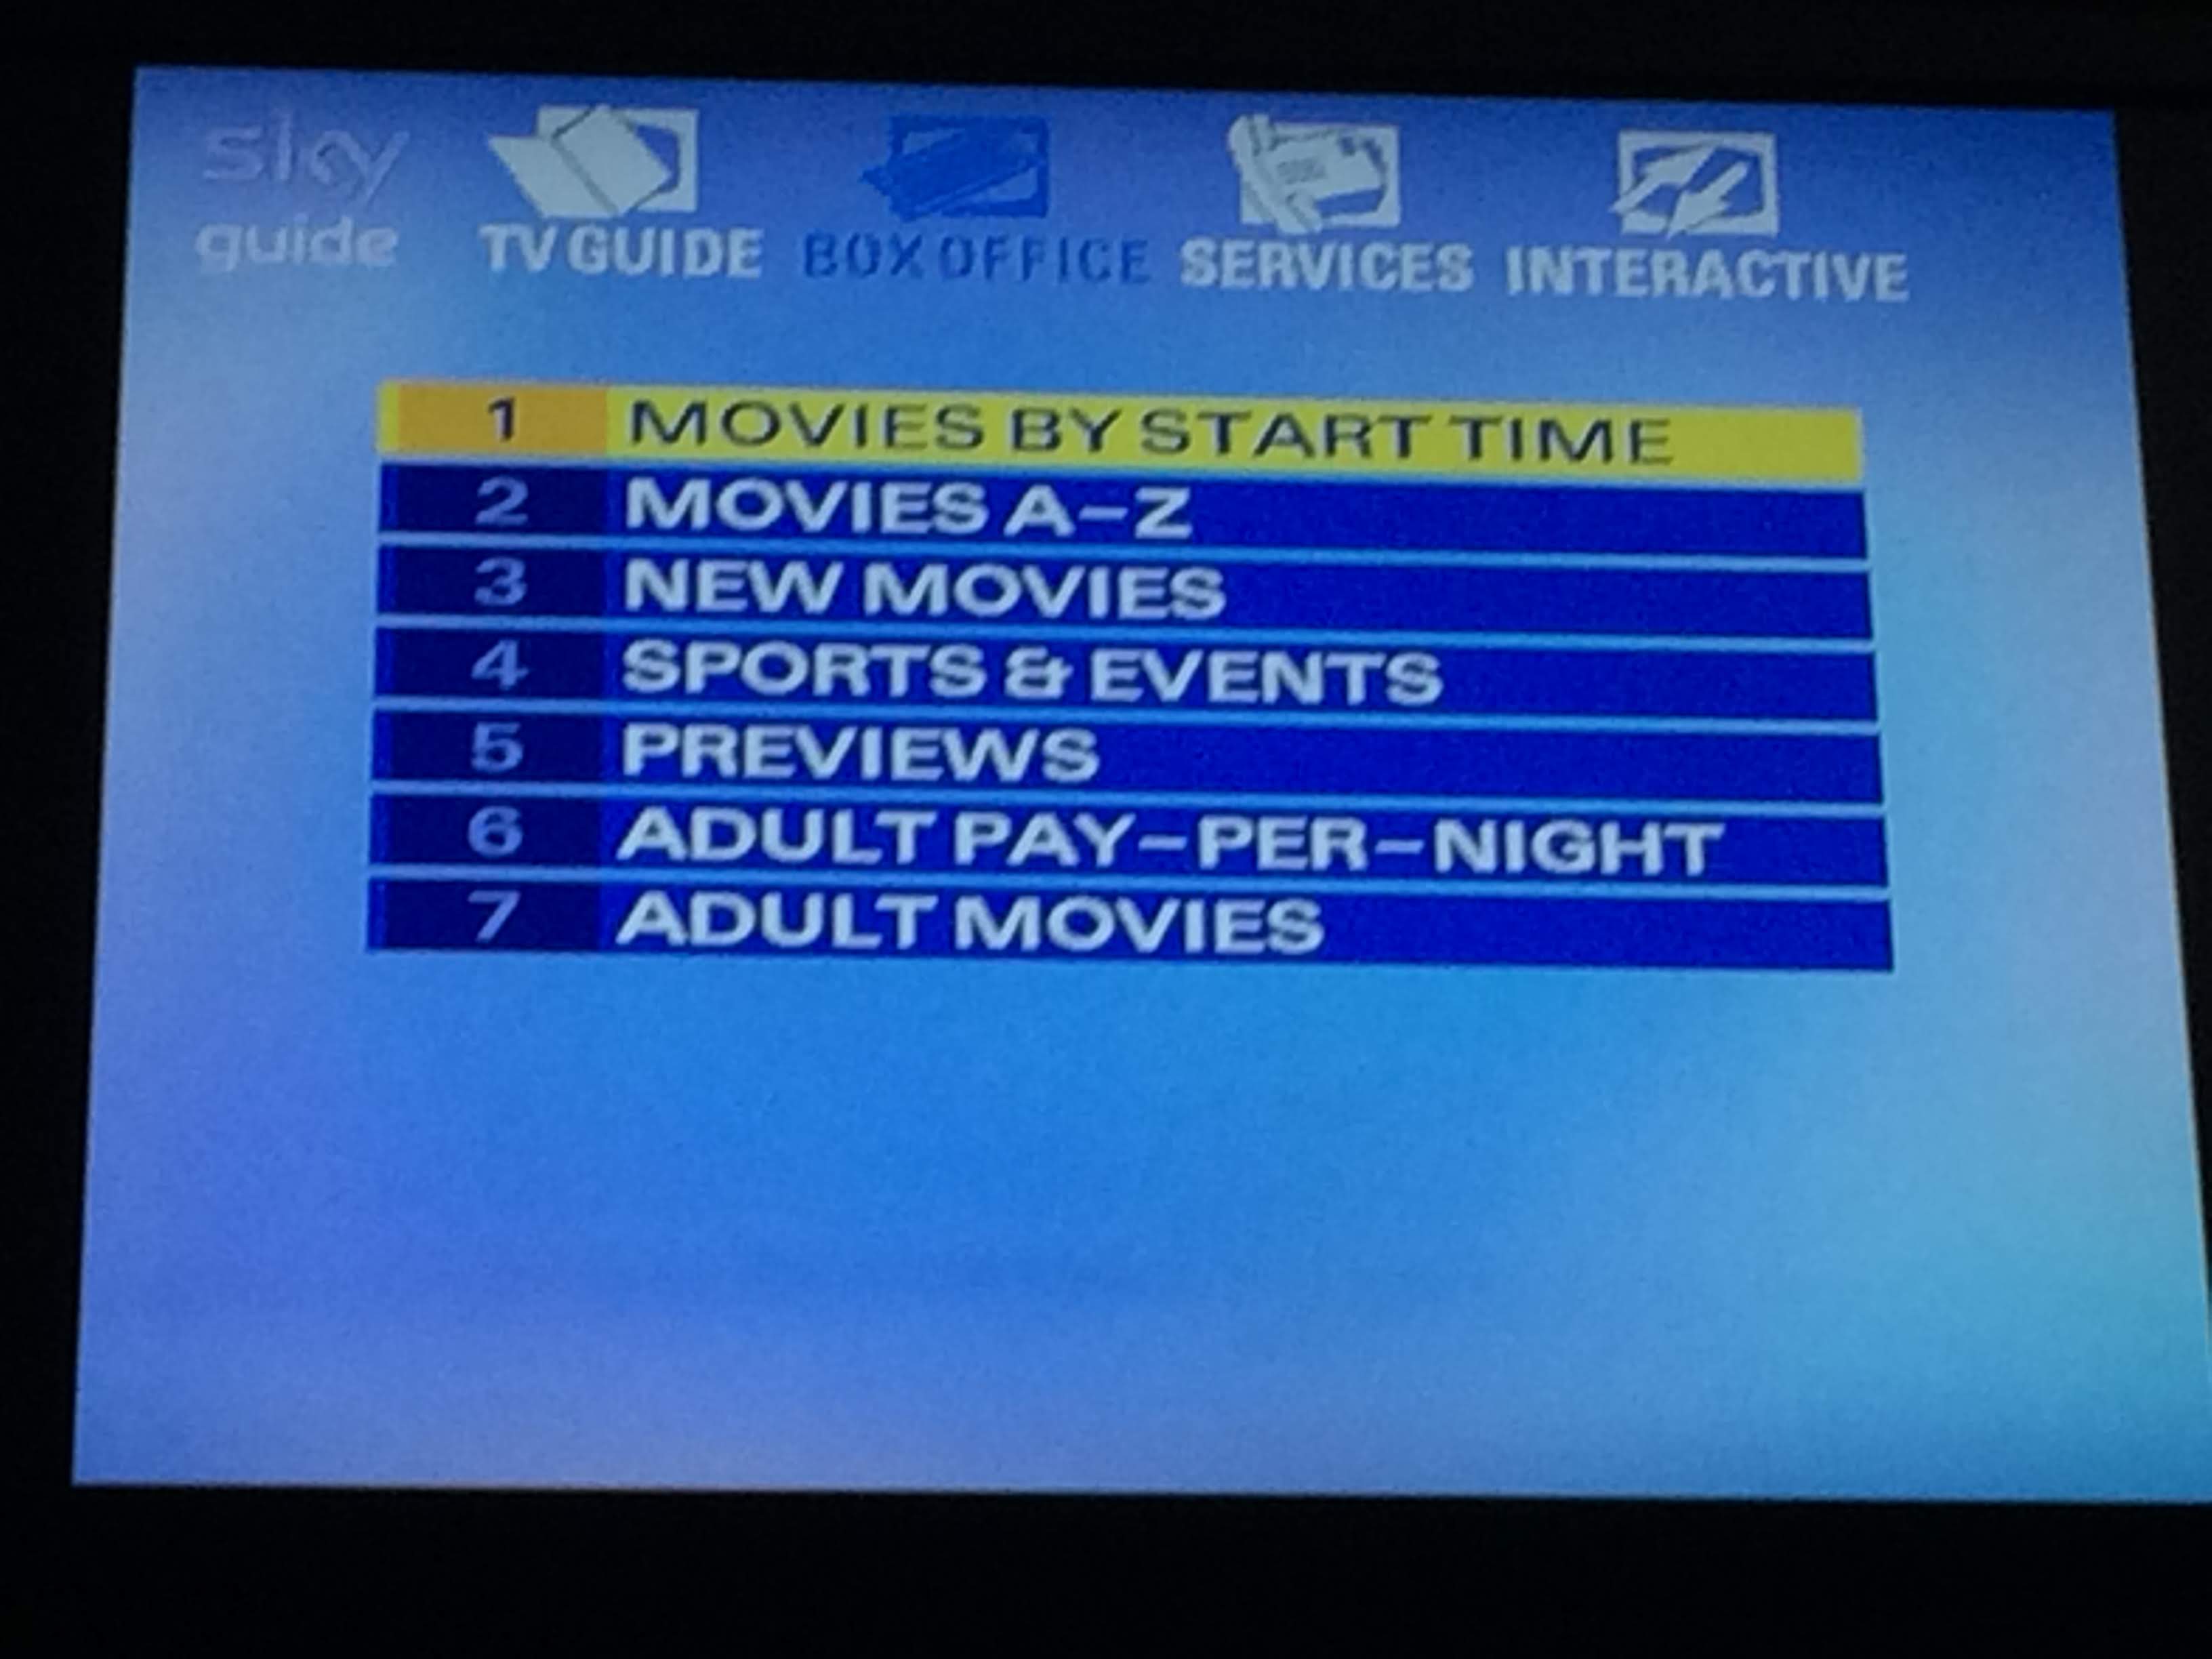 sky
guide
TV GUIDE
BOX OFFICE
SERVICES
INTERACTIVE
1 MOVIES BY START TIME
2 MOVIES A-Z
3 NEW MOVIES
4 SPORTS & EVENTS
5 PREVIEWS
6 ADULT PAY-PER-NIGHT
7 ADULT MOVIES